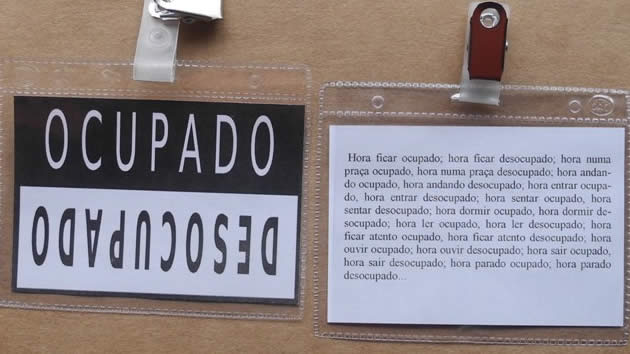 OCUPADO
DESOCUPADO
Hora ficar ocupado; hora ficar desocupado; hora numa
praça ocupado, hora numa praça desocupado; hora andan-
do ocupado, hora andando desocupado; hora entrar ocupa-
do, hora entrar desocupado; hora sentar ocupado, hora
sentar desocupado; hora dormir ocupado, hora dormir de-
socupado; hora ler ocupado, hora ler desocupado; hora
ficar atento ocupado, hora ficar atento desocupado; hora
ouvir ocupado; hora ouvir desocupado; hora sair ocupado,
hora sair desocupado; hora parado ocupado; hora parado
desocupado...